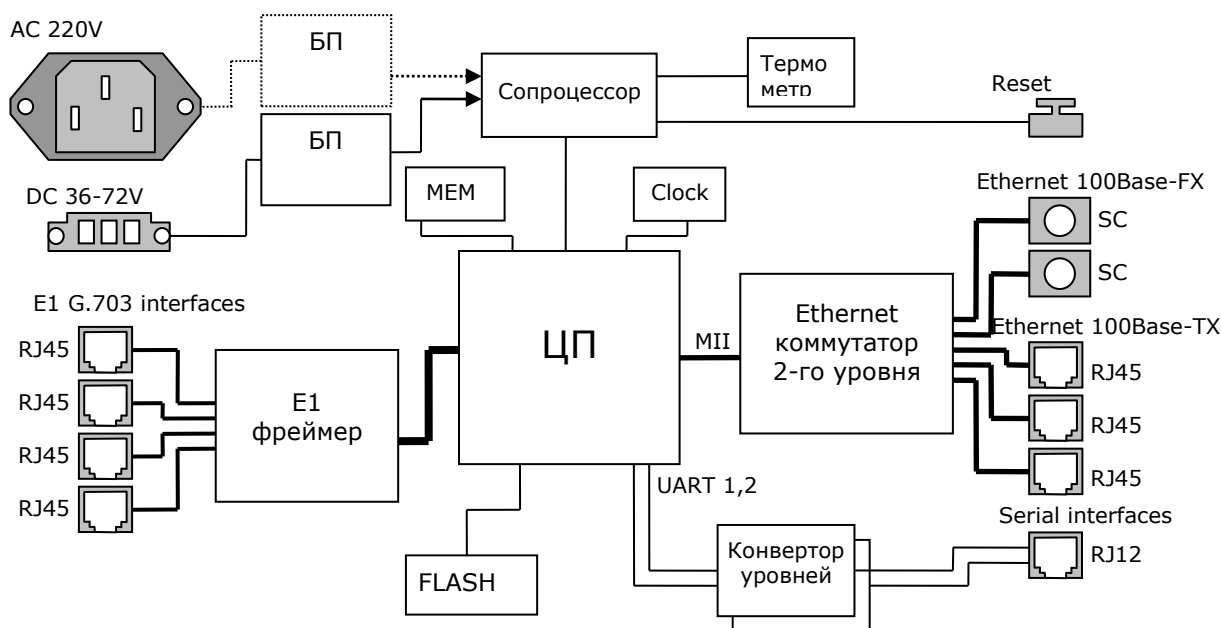 AC 220V
БП
Сопроцессор
Термо
метр
Reset
БП
DC 36-72V
MEM
Clock
Ethernet 100Base-FX
SC
SC
E1 G.703 interfaces
RJ45
RJ45
RJ45
RJ45
E1
фреймер
ЦП
MII
Ethernet
коммутатор
2-го уровня
Ethernet 100Base-TX
RJ45
RJ45
RJ45
UART 1,2
Serial interfaces
RJ12
FLASH
Конвертор
уровней